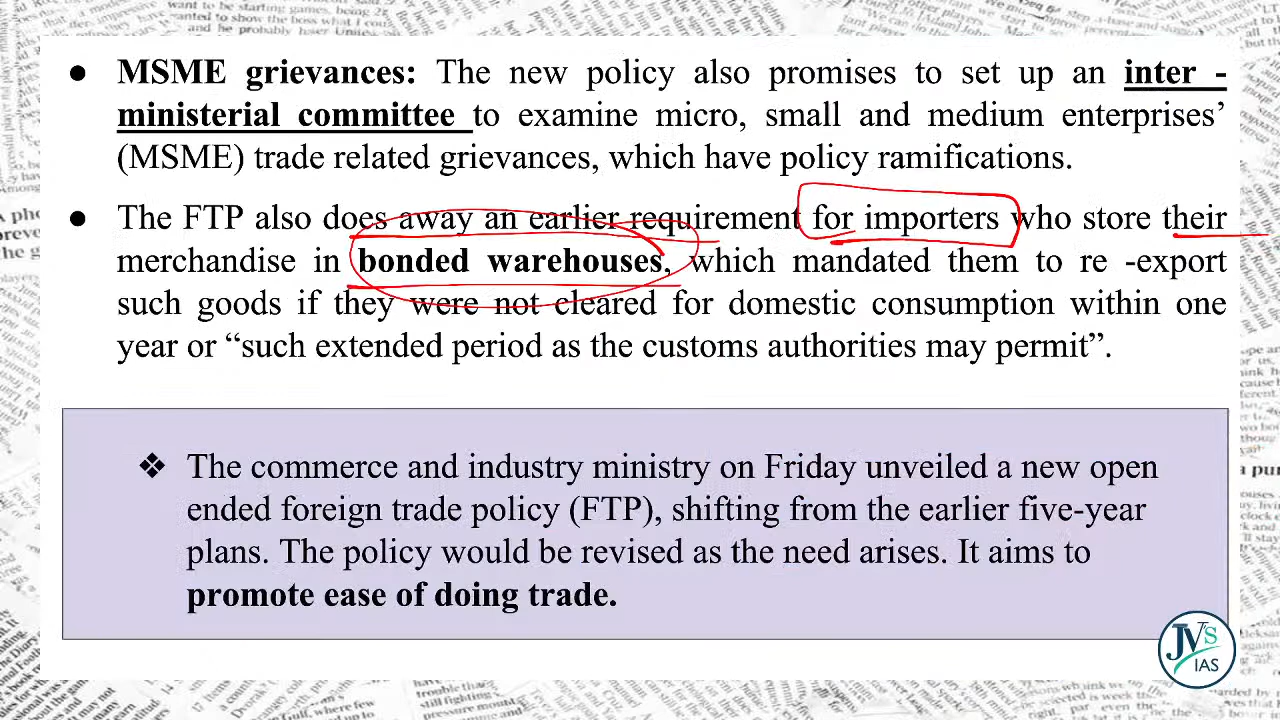 ● MSME grievances: The new policy also promises to set up an inter -
ministerial committee to examine micro, small and medium enterprises’
(MSME) trade related grievances, which have policy ramifications.
● The FTP also does away an earlier requirement for importers who store their
merchandise in bonded warehouses, which mandated them to re -export
such goods if they were not cleared for domestic consumption within one
year or “such extended period as the customs authorities may permit”.
❖ The commerce and industry ministry on Friday unveiled a new open
ended foreign trade policy (FTP), shifting from the earlier five-year
plans. The policy would be revised as the need arises. It aims to
promote ease of doing trade.
JVS
IAS